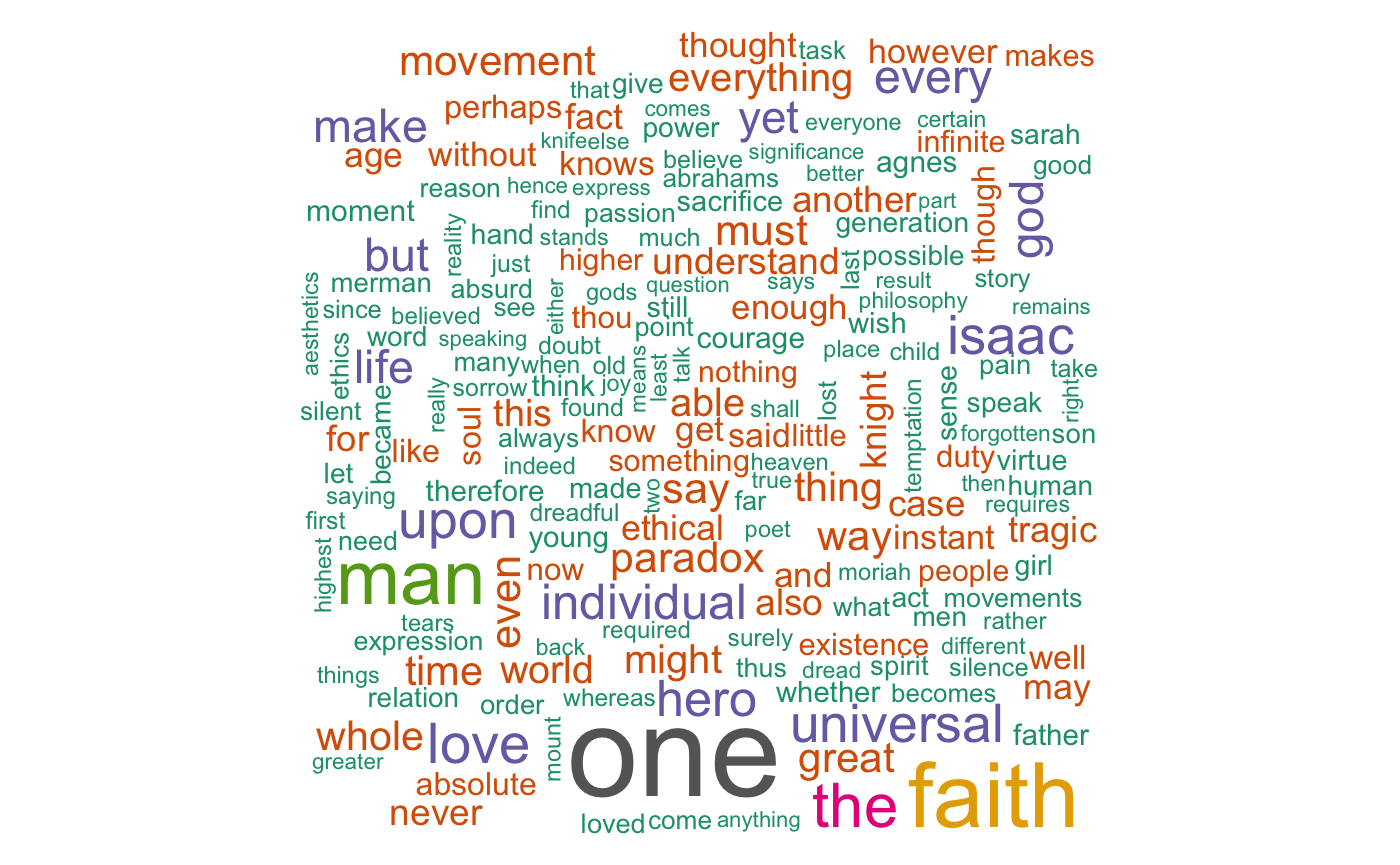 movement thought task however makes
that give everything every
perhaps fact comes
make power yet everyone certain
age without knife else knows believe significance infinite sarah
reason hence express abrahams better agnes good
moment find passion sacrifice another part though god
reality hand stands much must generation
but just higher understand last possible
merman absurd gods question says result story
aesthetics since believed see either thou still enough philosophy remains
word speaking doubt point courage wish isaac
ethics life many when old means least talk nothing place child pain take
really sorrow think joy able shall lost knight temptation sense speak right
silent became soul this found
for like always know get said little duty forgotten son
let indeed something heaven virtue
saying therefore made two say true far thing case then human requires
first upon dreadful ethical poet tragic
need young way instant
highest man even now paradox and moriah people girl
individual also what act movements
tears required men rather
expression back surely existence different
things time world might thus dread spirit silence well
relation order whereas hero whether becomes may
whole love mount one universal father
greater great
absolute the faith
never loved come anything